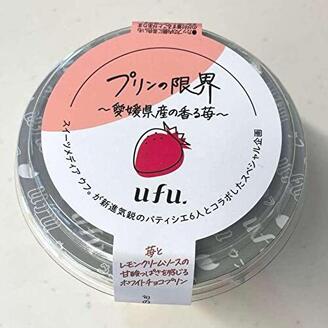 プリンの限界
〜愛媛県産の香る苺〜
ufu.
スイーツメディア ウフ。が新進気鋭のパティシエ6人とコラボしたスペシャル企画
苺と
レモンクリームソースの
甘酸っぱさを感じる
ホワイトチョコプリン